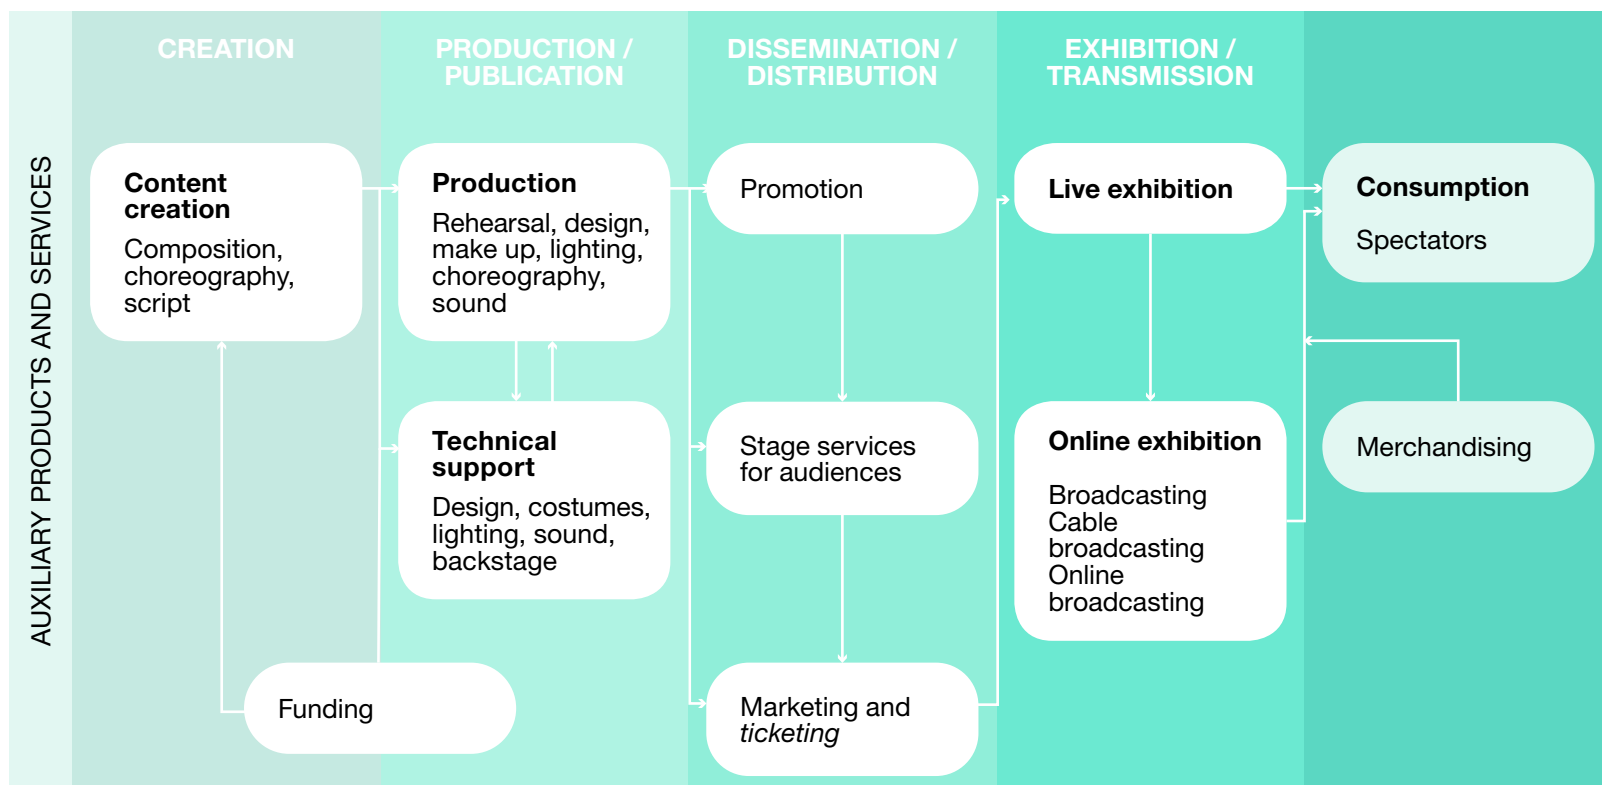 AUXILIARY PRODUCTS AND SERVICES
CREATION
PRODUCTION /
PUBLICATION
DISSEMINATION /
DISTRIBUTION
EXHIBITION /
TRANSMISSION
Content
creation
Composition,
choreography,
script
Production
Rehearsal, design,
make up, lighting,
choreography,
sound
Promotion
Live exhibition
Consumption
Spectators
Technical
support
Design, costumes,
lighting, sound,
backstage
Stage services
for audiences
Online exhibition
Broadcasting
Cable
broadcasting
Online
broadcasting
Merchandising
Funding
Marketing and
ticketing